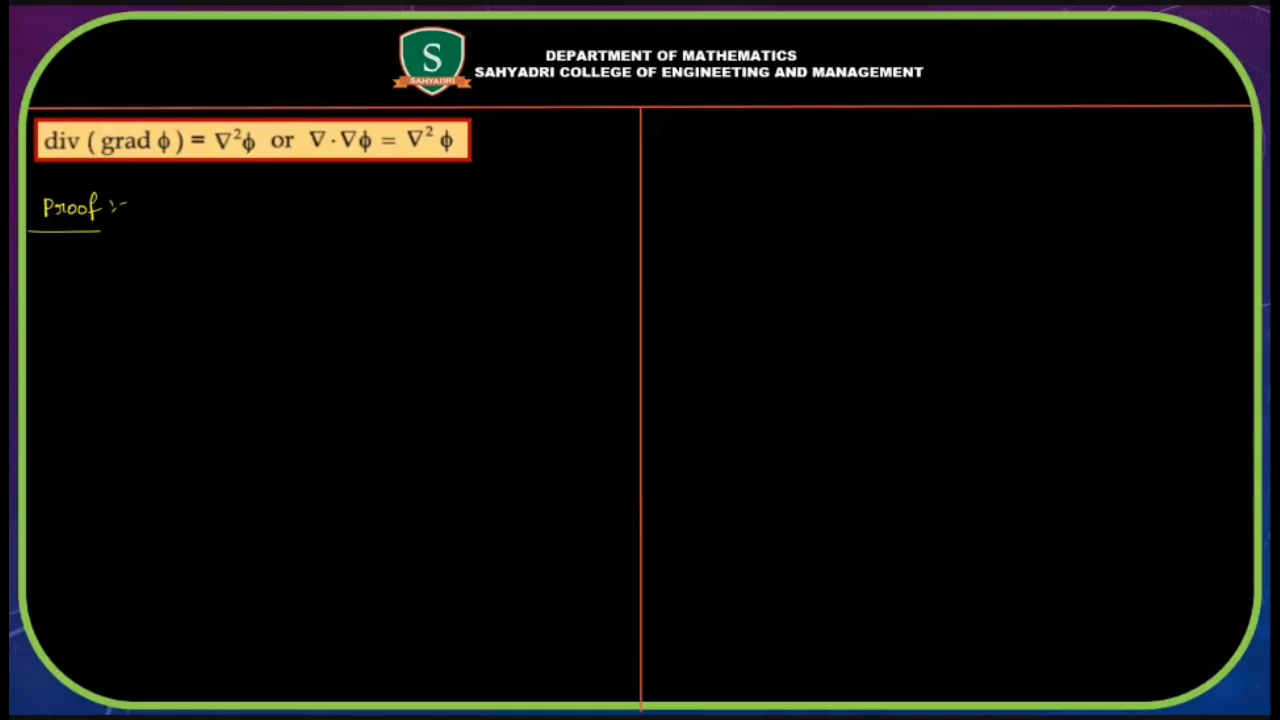 S
SAHYADRI
DEPARTMENT OF MATHEMATICS
SAHYADRI COLLEGE OF ENGINEETING AND MANAGEMENT
div ( grad ϕ ) = ∇²ϕ or ∇ · ∇ϕ = ∇² ϕ
Proof :-